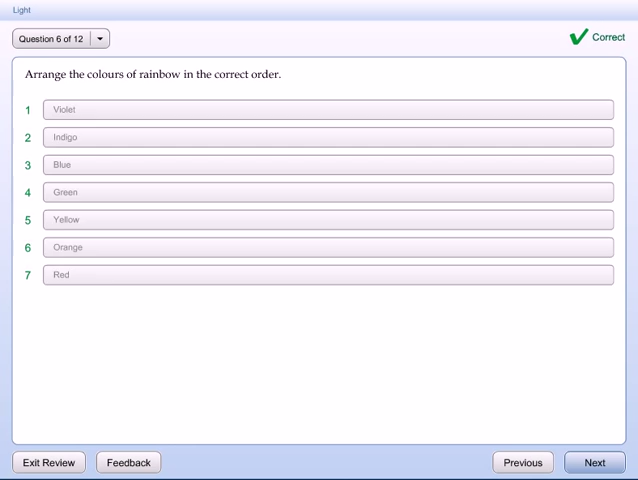 Light
Question 6 of 12
Correct
Arrange the colours of rainbow in the correct order.
1 Violet
2 Indigo
3 Blue
4 Green
5 Yellow
6 Orange
7 Red
Exit Review Feedback Previous Next